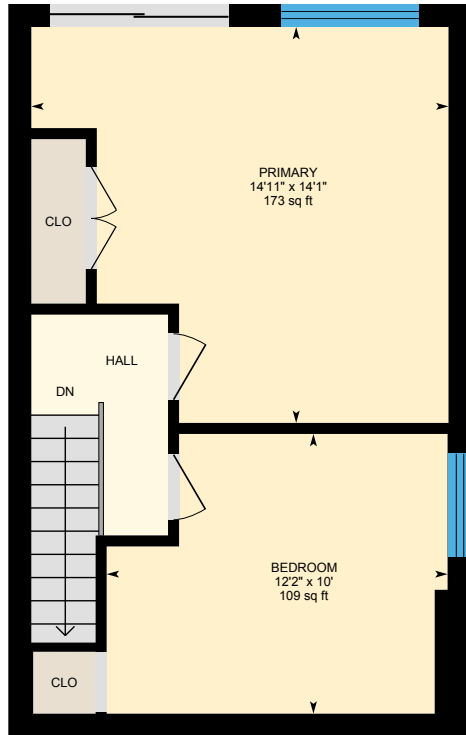 PRIMARY
14'11" x 14'1"
173 sq ft
CLO
HALL
DN
BEDROOM
12'2" x 10'
109 sq ft
CLO